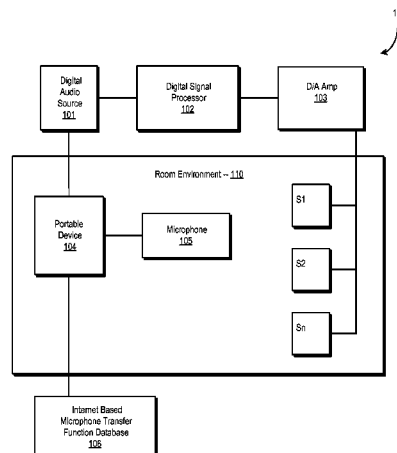 1
Digital
Audio
Source
101
Digital Signal
Processor
102
D/A Amp
103
Room Environment -- 110
Portable
Device
104
Microphone
105
S1
S2
Sn
Internet Based
Microphone Transfer
Function Database
106